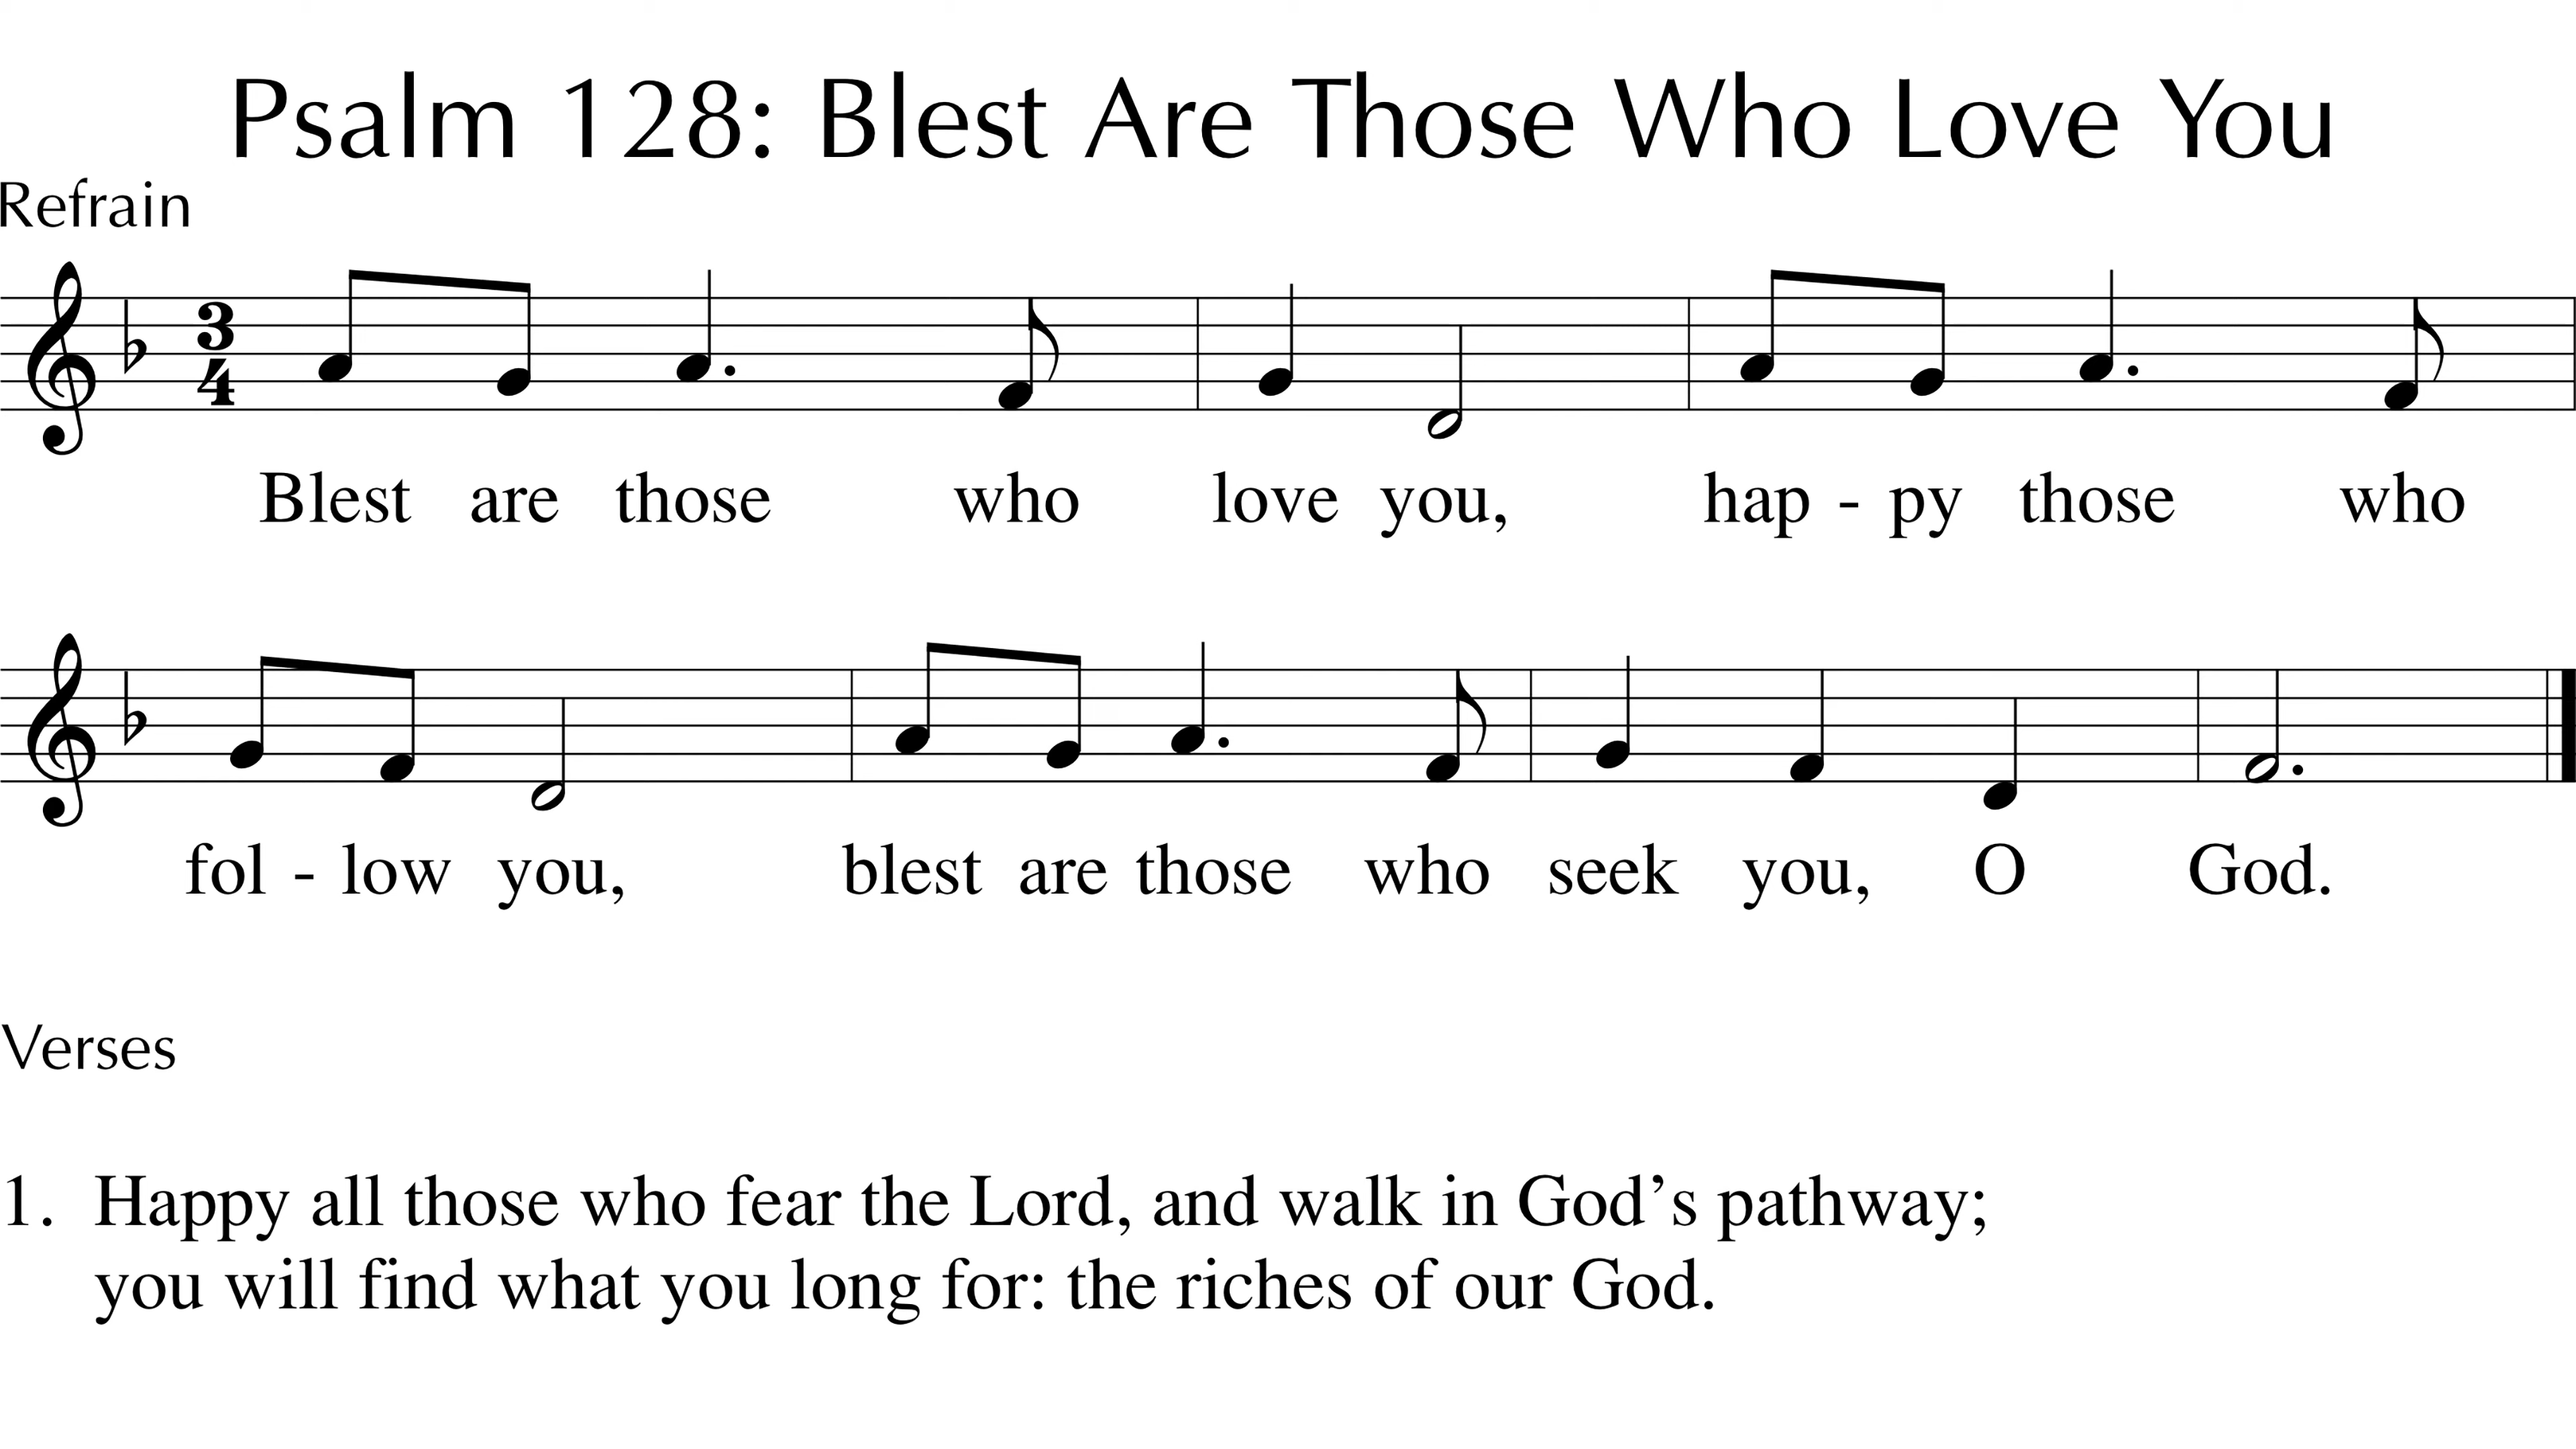 Psalm 128: Blest Are Those Who Love You
Refrain
3
4
Blest are those who love you, hap - py those who
fol - low you, blest are those who seek you, O God.
Verses
1. Happy all those who fear the Lord, and walk in God’s pathway;
you will find what you long for: the riches of our God.